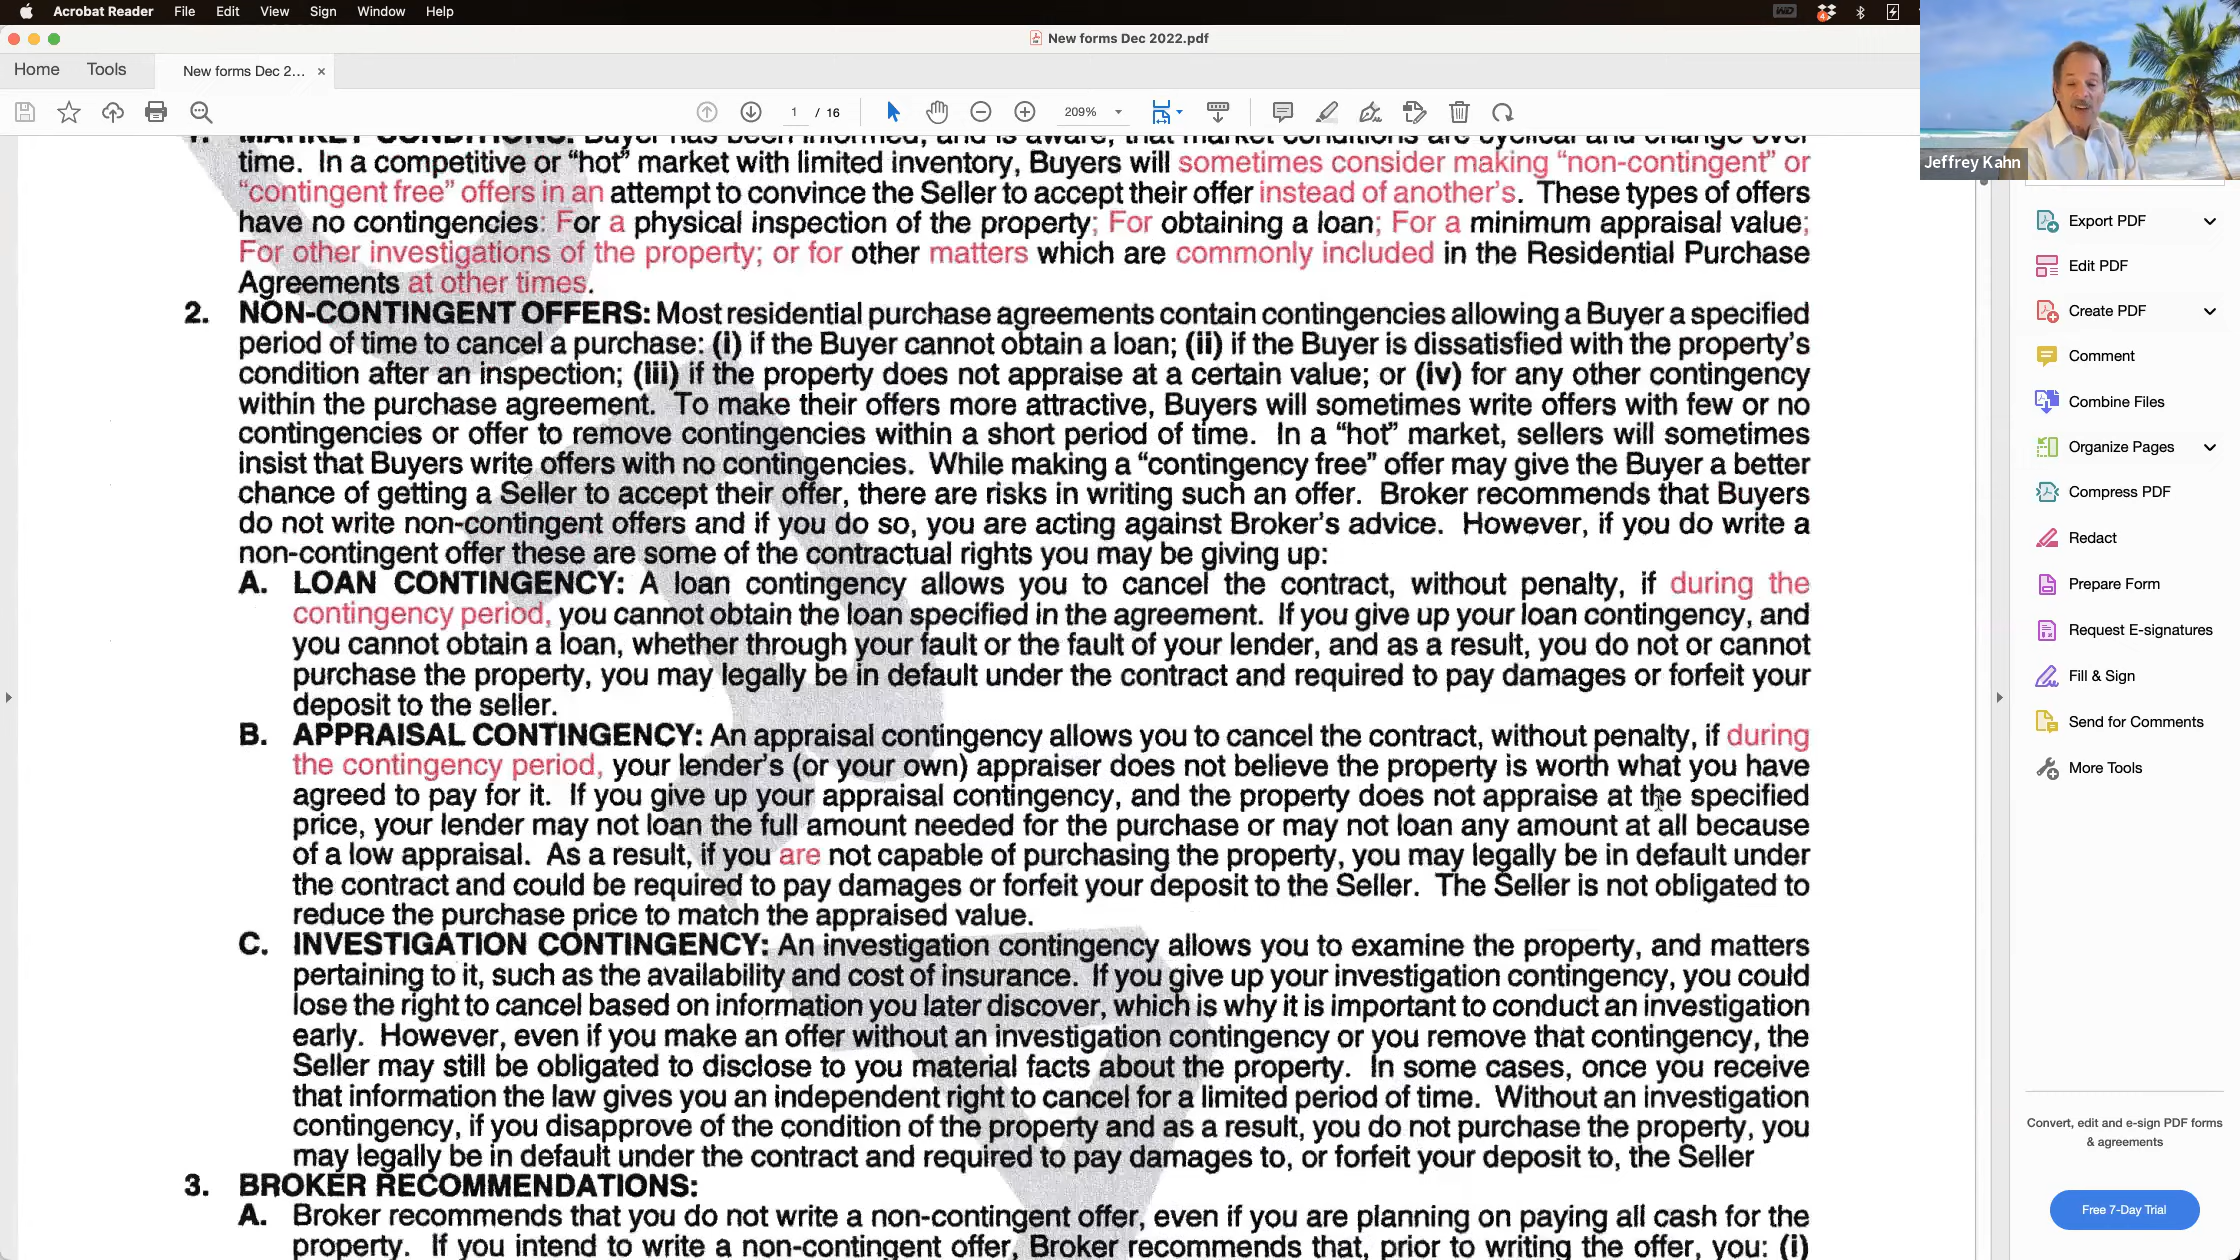 Acrobat Reader File Edit View Sign Window Help
New forms Dec 2022.pdf
Home Tools New forms Dec 2... ×
1 / 16 209%
Jeffrey Kahn
1. MARKET CONDITIONS: Buyer has been informed, and is aware, that market conditions are cyclical and change over
time. In a competitive or “hot” market with limited inventory, Buyers will sometimes consider making “non-contingent” or
“contingent free” offers in an attempt to convince the Seller to accept their offer instead of another’s. These types of offers
have no contingencies: For a physical inspection of the property; For obtaining a loan; For a minimum appraisal value;
For other investigations of the property; or for other matters which are commonly included in the Residential Purchase
Agreements at other times.
2. NON-CONTINGENT OFFERS: Most residential purchase agreements contain contingencies allowing a Buyer a specified
period of time to cancel a purchase: (i) if the Buyer cannot obtain a loan; (ii) if the Buyer is dissatisfied with the property’s
condition after an inspection; (iii) if the property does not appraise at a certain value; or (iv) for any other contingency
within the purchase agreement. To make their offers more attractive, Buyers will sometimes write offers with few or no
contingencies or offer to remove contingencies within a short period of time. In a “hot” market, sellers will sometimes
insist that Buyers write offers with no contingencies. While making a “contingency free” offer may give the Buyer a better
chance of getting a Seller to accept their offer, there are risks in writing such an offer. Broker recommends that Buyers
do not write non-contingent offers and if you do so, you are acting against Broker’s advice. However, if you do write a
non-contingent offer these are some of the contractual rights you may be giving up:
A. LOAN CONTINGENCY: A loan contingency allows you to cancel the contract, without penalty, if during the
contingency period, you cannot obtain the loan specified in the agreement. If you give up your loan contingency, and
you cannot obtain a loan, whether through your fault or the fault of your lender, and as a result, you do not or cannot
purchase the property, you may legally be in default under the contract and required to pay damages or forfeit your
deposit to the seller.
B. APPRAISAL CONTINGENCY: An appraisal contingency allows you to cancel the contract, without penalty, if during
the contingency period, your lender’s (or your own) appraiser does not believe the property is worth what you have
agreed to pay for it. If you give up your appraisal contingency, and the property does not appraise at the specified
price, your lender may not loan the full amount needed for the purchase or may not loan any amount at all because
of a low appraisal. As a result, if you are not capable of purchasing the property, you may legally be in default under
the contract and could be required to pay damages or forfeit your deposit to the Seller. The Seller is not obligated to
reduce the purchase price to match the appraised value.
C. INVESTIGATION CONTINGENCY: An investigation contingency allows you to examine the property, and matters
pertaining to it, such as the availability and cost of insurance. If you give up your investigation contingency, you could
lose the right to cancel based on information you later discover, which is why it is important to conduct an investigation
early. However, even if you make an offer without an investigation contingency or you remove that contingency, the
Seller may still be obligated to disclose to you material facts about the property. In some cases, once you receive
that information the law gives you an independent right to cancel for a limited period of time. Without an investigation
contingency, if you disapprove of the condition of the property and as a result, you do not purchase the property, you
may legally be in default under the contract and required to pay damages to, or forfeit your deposit to, the Seller
3. BROKER RECOMMENDATIONS:
A. Broker recommends that you do not write a non-contingent offer, even if you are planning on paying all cash for the
property. If you intend to write a non-contingent offer, Broker recommends that, prior to writing the offer, you: (i)
Export PDF
Edit PDF
Create PDF
Comment
Combine Files
Organize Pages
Compress PDF
Redact
Prepare Form
Request E-signatures
Fill & Sign
Send for Comments
More Tools
Convert, edit and e-sign PDF forms
& agreements
Free 7-Day Trial